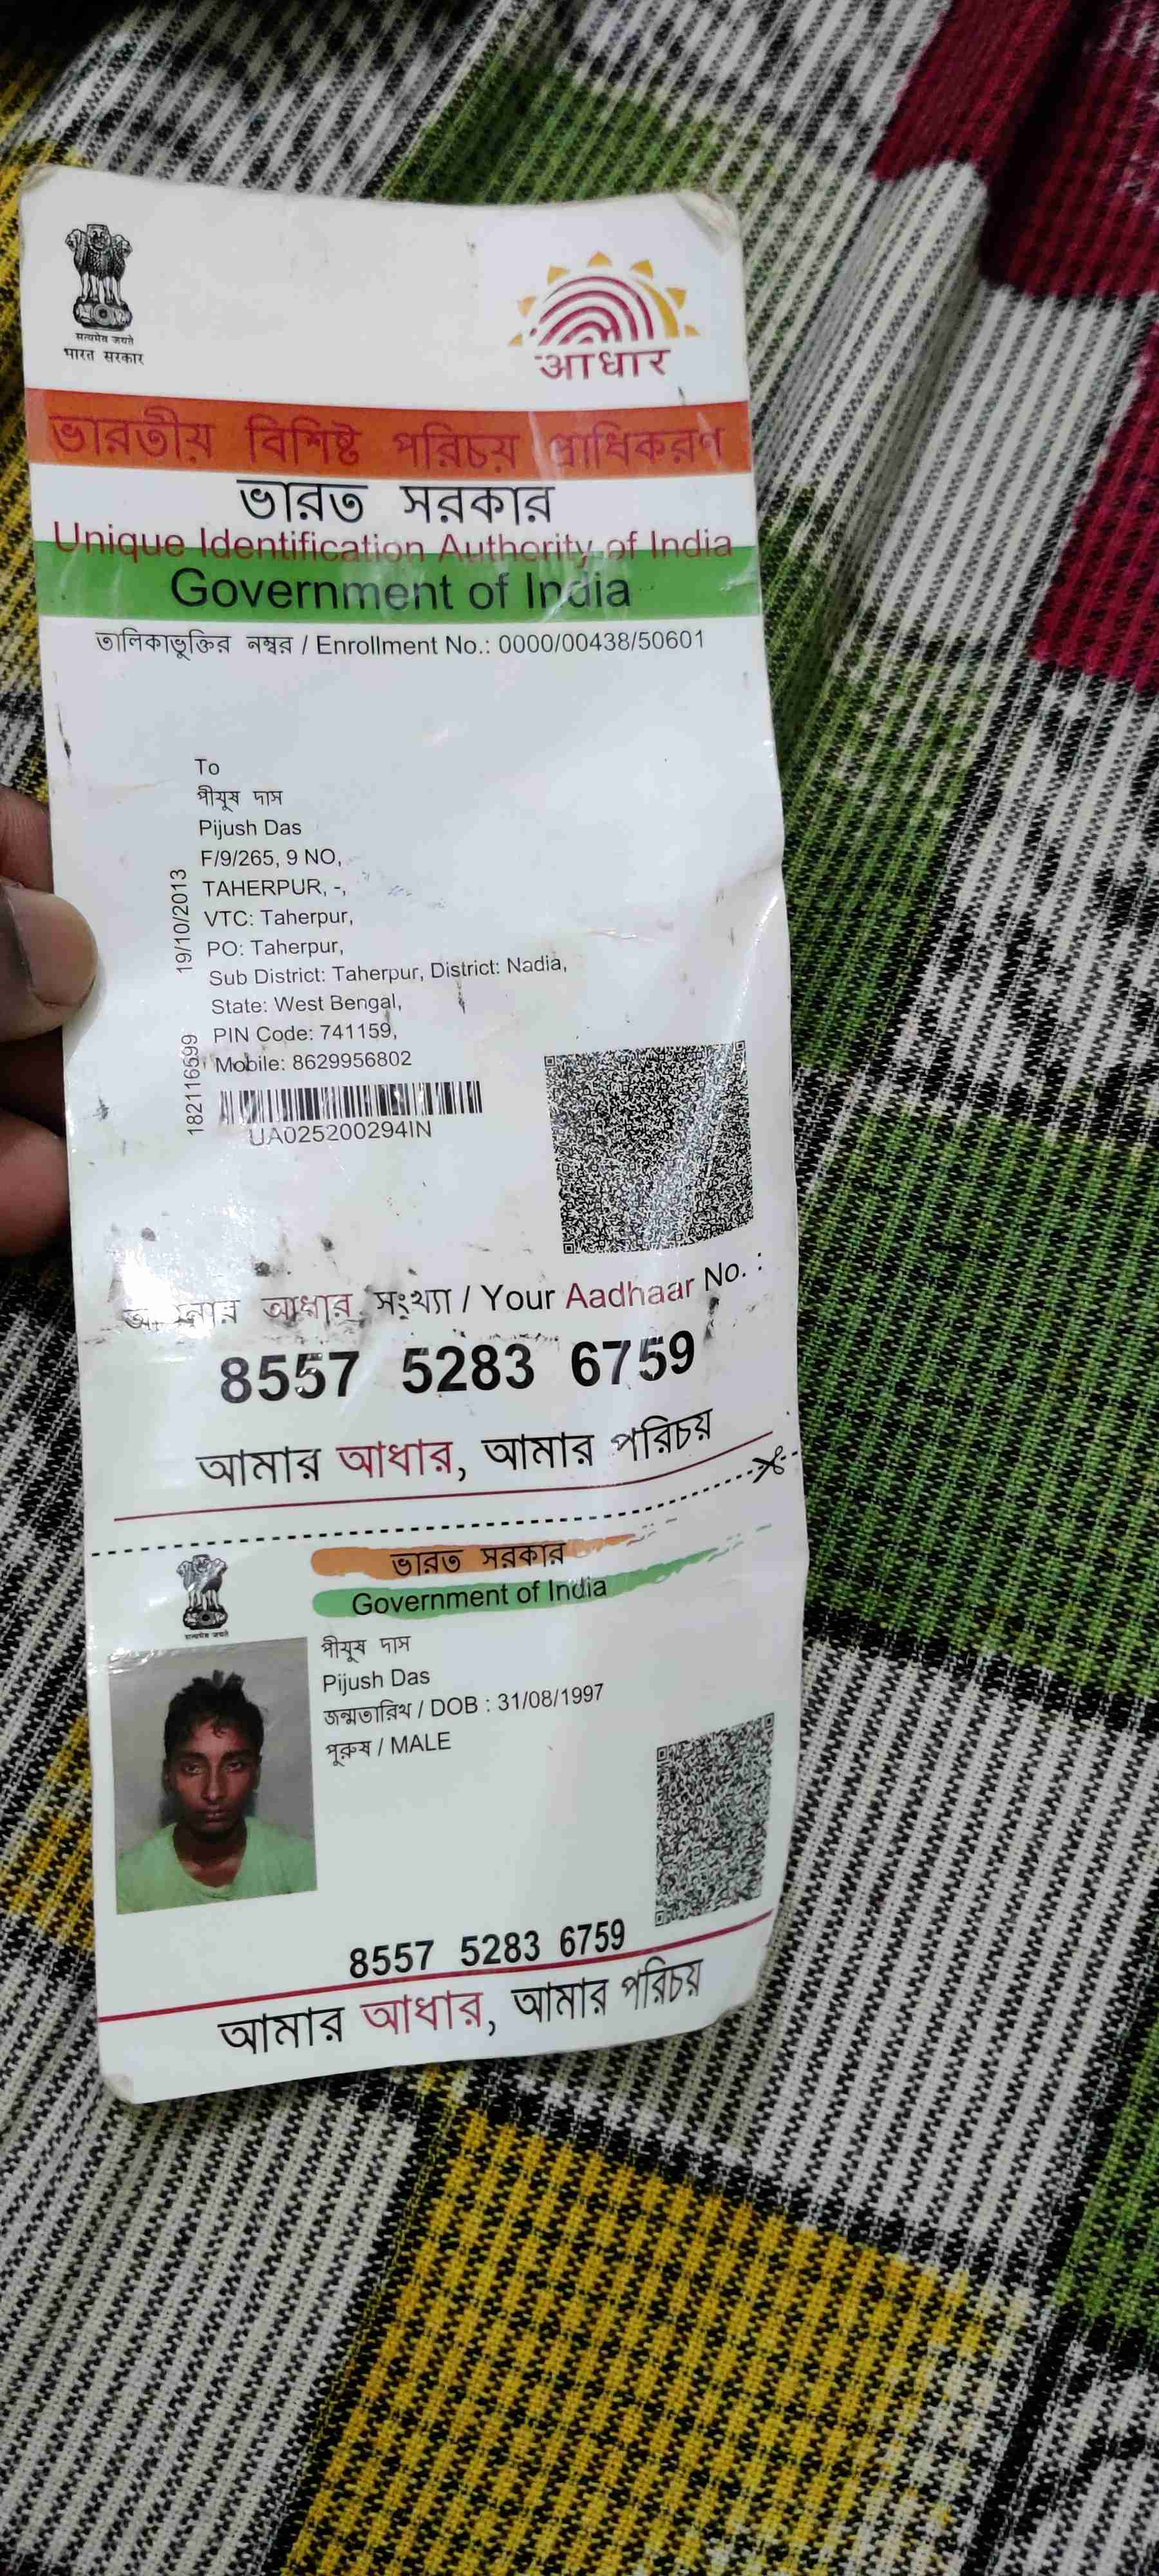 सत्यमेव जयते
भारत सरकार
आधार
ভারতীয় বিশিষ্ট পরিচয় প্রাধিকরণ
ভারত সরকার
Unique Identification Authority of India
Government of India
তালিকাভুক্তির নম্বর / Enrollment No.: 0000/00438/50601
To
পীযুষ দাস
Pijush Das
F/9/265, 9 NO,
TAHERPUR, -,
VTC: Taherpur,
PO: Taherpur,
Sub District: Taherpur, District: Nadia,
State: West Bengal,
PIN Code: 741159,
Mobile: 8629956802
19/10/2013
182116599
UA025200294IN
আধার সংখ্যা / Your Aadhaar No. :
8557 5283 6759
আমার আধার, আমার পরিচয়
ভারত সরকার
Government of India
सत्यमेव जयते
পীযুষ দাস
Pijush Das
জন্মতারিখ / DOB : 31/08/1997
পুরুষ / MALE
8557 5283 6759
আমার আধার, আমার পরিচয়